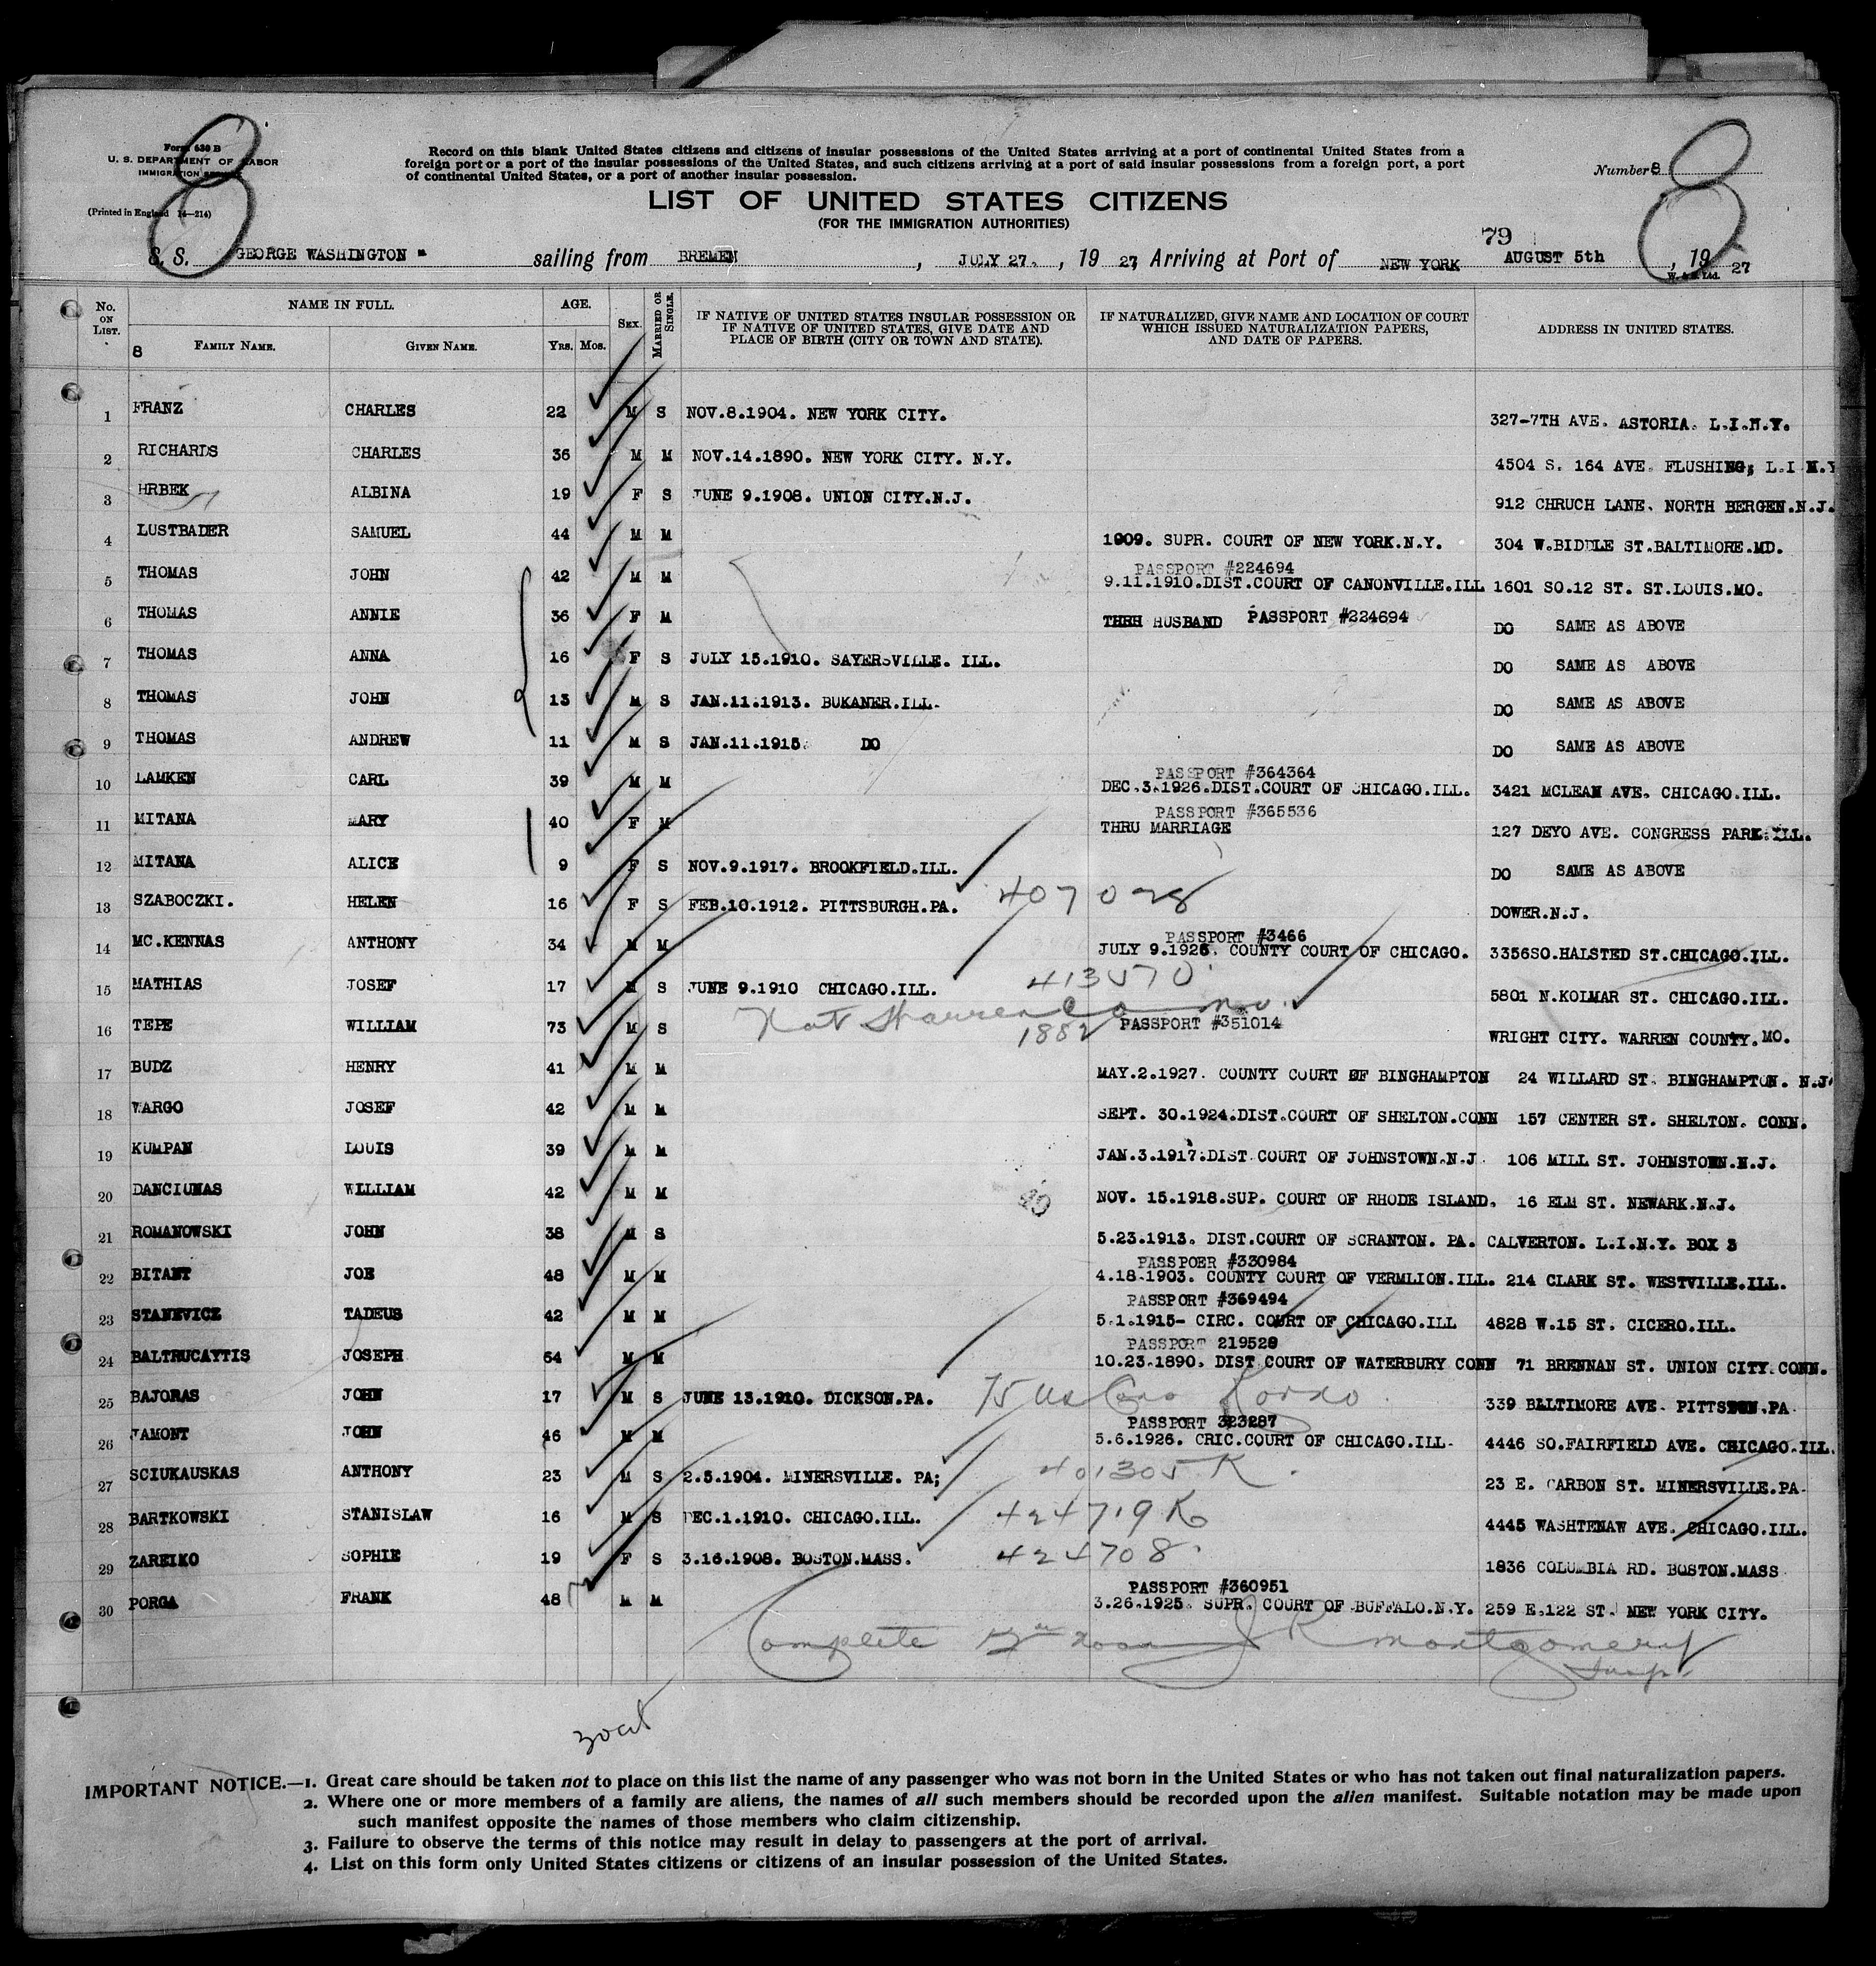 Form 630 B
U. S. DEPARTMENT OF LABOR
IMMIGRATION SERVICE
(Printed in England 14—214)
Record on this blank United States citizens and citizens of insular possessions of the United States arriving at a port of continental United States from a
foreign port or a port of the insular possessions of the United States, and such citizens arriving at a port of said insular possessions from a foreign port, a port
of continental United States, or a port of another insular possession.
Number 8
8 8
LIST OF UNITED STATES CITIZENS
(FOR THE IMMIGRATION AUTHORITIES)
79
S. S. GEORGE WASHINGTON " sailing from BREMEN, JULY 27., 19 27, Arriving at Port of NEW YORK AUGUST 5th, 19 27
W. & S. Ltd.
No. ON LIST. NAME IN FULL. AGE. SEX. MARRIED OR SINGLE. IF NATIVE OF UNITED STATES INSULAR POSSESSION OR IF NATIVE OF UNITED STATES, GIVE DATE AND PLACE OF BIRTH (CITY OR TOWN AND STATE). IF NATURALIZED, GIVE NAME AND LOCATION OF COURT WHICH ISSUED NATURALIZATION PAPERS, AND DATE OF PAPERS. ADDRESS IN UNITED STATES.
8 FAMILY NAME. GIVEN NAME. YRS. MOS.
1 FRANZ CHARLES 22 M S NOV.8.1904. NEW YORK CITY. 327-7TH AVE. ASTORIA. L.I.N.Y.
2 RICHARDS CHARLES 36 M M NOV.14.1890. NEW YORK CITY. N.Y. 4504 S. 164 AVE. FLUSHING; L.I N.Y
3 HRBEK ALBINA 19 F S JUNE 9.1908. UNION CITY.N.J. 912 CHRUCH LANE. NORTH BERGEN.N.J.
4 LUSTBADER SAMUEL 44 M M 1909. SUPR. COURT OF NEW YORK.N.Y. 304 W.BIDDLE ST.BALTIMORE.MD.
PASSPORT #224694
5 THOMAS JOHN 42 M M 9.11.1910.DIST.COURT OF CANONVILLE.ILL 1601 SO.12 ST. ST.LOUIS.MO.
6 THOMAS ANNIE 36 F M THRH HUSBAND PASSPORT #224694 DO SAME AS ABOVE
7 THOMAS ANNA 16 F S JULY 15.1910. SAYERSVILLE. ILL. DO SAME AS ABOVE
8 THOMAS JOHN 13 M S JAN.11.1913. BUKANER.ILL. DO SAME AS ABOVE
9 THOMAS ANDREW 11 M S JAN.11.1915. DO DO SAME AS ABOVE
PASSPORT #364364
10 LAMKEN CARL 39 M M DEC.3.1926.DIST.COURT OF CHICAGO.ILL. 3421 MCLEAN AVE. CHICAGO.ILL.
PASSPORT #365536
11 MITANA MARY 40 F M THRU MARRIAGE 127 DEYO AVE. CONGRESS PARK.ILL.
12 MITANA ALICE 9 F S NOV.9.1917. BROOKFIELD.ILL. DO SAME AS ABOVE
13 SZABOCZKI. HELEN 16 F S FEB.10.1912. PITTSBURGH.PA. 407028 DOWER.N.J.
PASSPORT #3466
14 MC.KENNAS ANTHONY 34 M M JULY 9.1926. COUNTY COURT OF CHICAGO. 3356SO.HALSTED ST.CHICAGO.ILL.
15 MATHIAS JOSEF 17 M S JUNE 9.1910 CHICAGO.ILL. 413570 5801 N.KOLMAR ST. CHICAGO.ILL.
16 TEPE WILLIAM 73 M S Nat Warren Co Mo. 1882 PASSPORT #351014 WRIGHT CITY. WARREN COUNTY.MO.
17 BUDZ HENRY 41 M M MAY.2.1927. COUNTY COURT OF BINGHAMPTON 24 WILLARD ST. BINGHAMPTON. N.J.
18 VARGO JOSEF 42 M M SEPT. 30.1924.DIST.COURT OF SHELTON.CONN 157 CENTER ST. SHELTON. CONN.
19 KUMPAN LOUIS 39 M M JAN.3.1917.DIST COURT OF JOHNSTOWN.N.J 106 MILL ST. JOHNSTOWN.N.J.
20 DANCIUNAS WILLIAM 42 M M NOV. 15.1918.SUP. COURT OF RHODE ISLAND. 16 ELM ST. NEWARK.N.J.
21 ROMANOWSKI JOHN 38 M S 5.23.1913. DIST.COURT OF SCRANTON. PA. CALVERTON. L.I.N.Y. BOX 3
PASSPOER #330984
22 BITANT JOE 48 M M 4.18.1903. COUNTY COURT OF VERMLION.ILL. 214 CLARK ST. WESTVILLE.ILL.
PASSPORT #369494
23 STANEVICZ TADEUS 42 M M 5.1.1915- CIRC. COURT OF CHICAGO.ILL 4828 W.15 ST. CICERO.ILL.
PASSPORT 219528
24 BALTRUCAYTIS JOSEPH 64 M M 10.23.1890. DIST COURT OF WATERBURY CONN 71 BRENNAN ST. UNION CITY.CONN.
25 BAJORAS JOHN 17 M S JUNE 13.1910. DICKSON.PA. 339 BALTIMORE AVE. PITTSTON.PA.
PASSPORT 323287
26 JAMONT JOHN 46 M M 5.6.1926. CRIC.COURT OF CHICAGO.ILL. 4446 SO.FAIRFIELD AVE. CHICAGO.ILL.
27 SCIUKAUSKAS ANTHONY 23 M S 2.5.1904. MINERSVILLE. PA; 401305 K 23 E. CARBON ST. MINERSVILLE.PA.
28 BARTKOWSKI STANISLAW 16 M S DEC.1.1910. CHICAGO.ILL. 424719 K 4445 WASHTENAW AVE. CHICAGO.ILL.
29 ZAREIKO SOPHIE 19 F S 3.16.1908. BOSTON.MASS. 424708 1836 COLUMBIA RD. BOSTON.MASS
PASSPORT #360951
30 PORGA FRANK 48 M M 3.26.1925. SUPR. COURT OF BUFFALO.N.Y. 259 E.122 ST. NEW YORK CITY.
Complete J R Montgomery
Insp.
30 cit
IMPORTANT NOTICE.—1. Great care should be taken not to place on this list the name of any passenger who was not born in the United States or who has not taken out final naturalization papers.
2. Where one or more members of a family are aliens, the names of all such members should be recorded upon the alien manifest. Suitable notation may be made upon
such manifest opposite the names of those members who claim citizenship.
3. Failure to observe the terms of this notice may result in delay to passengers at the port of arrival.
4. List on this form only United States citizens or citizens of an insular possession of the United States.